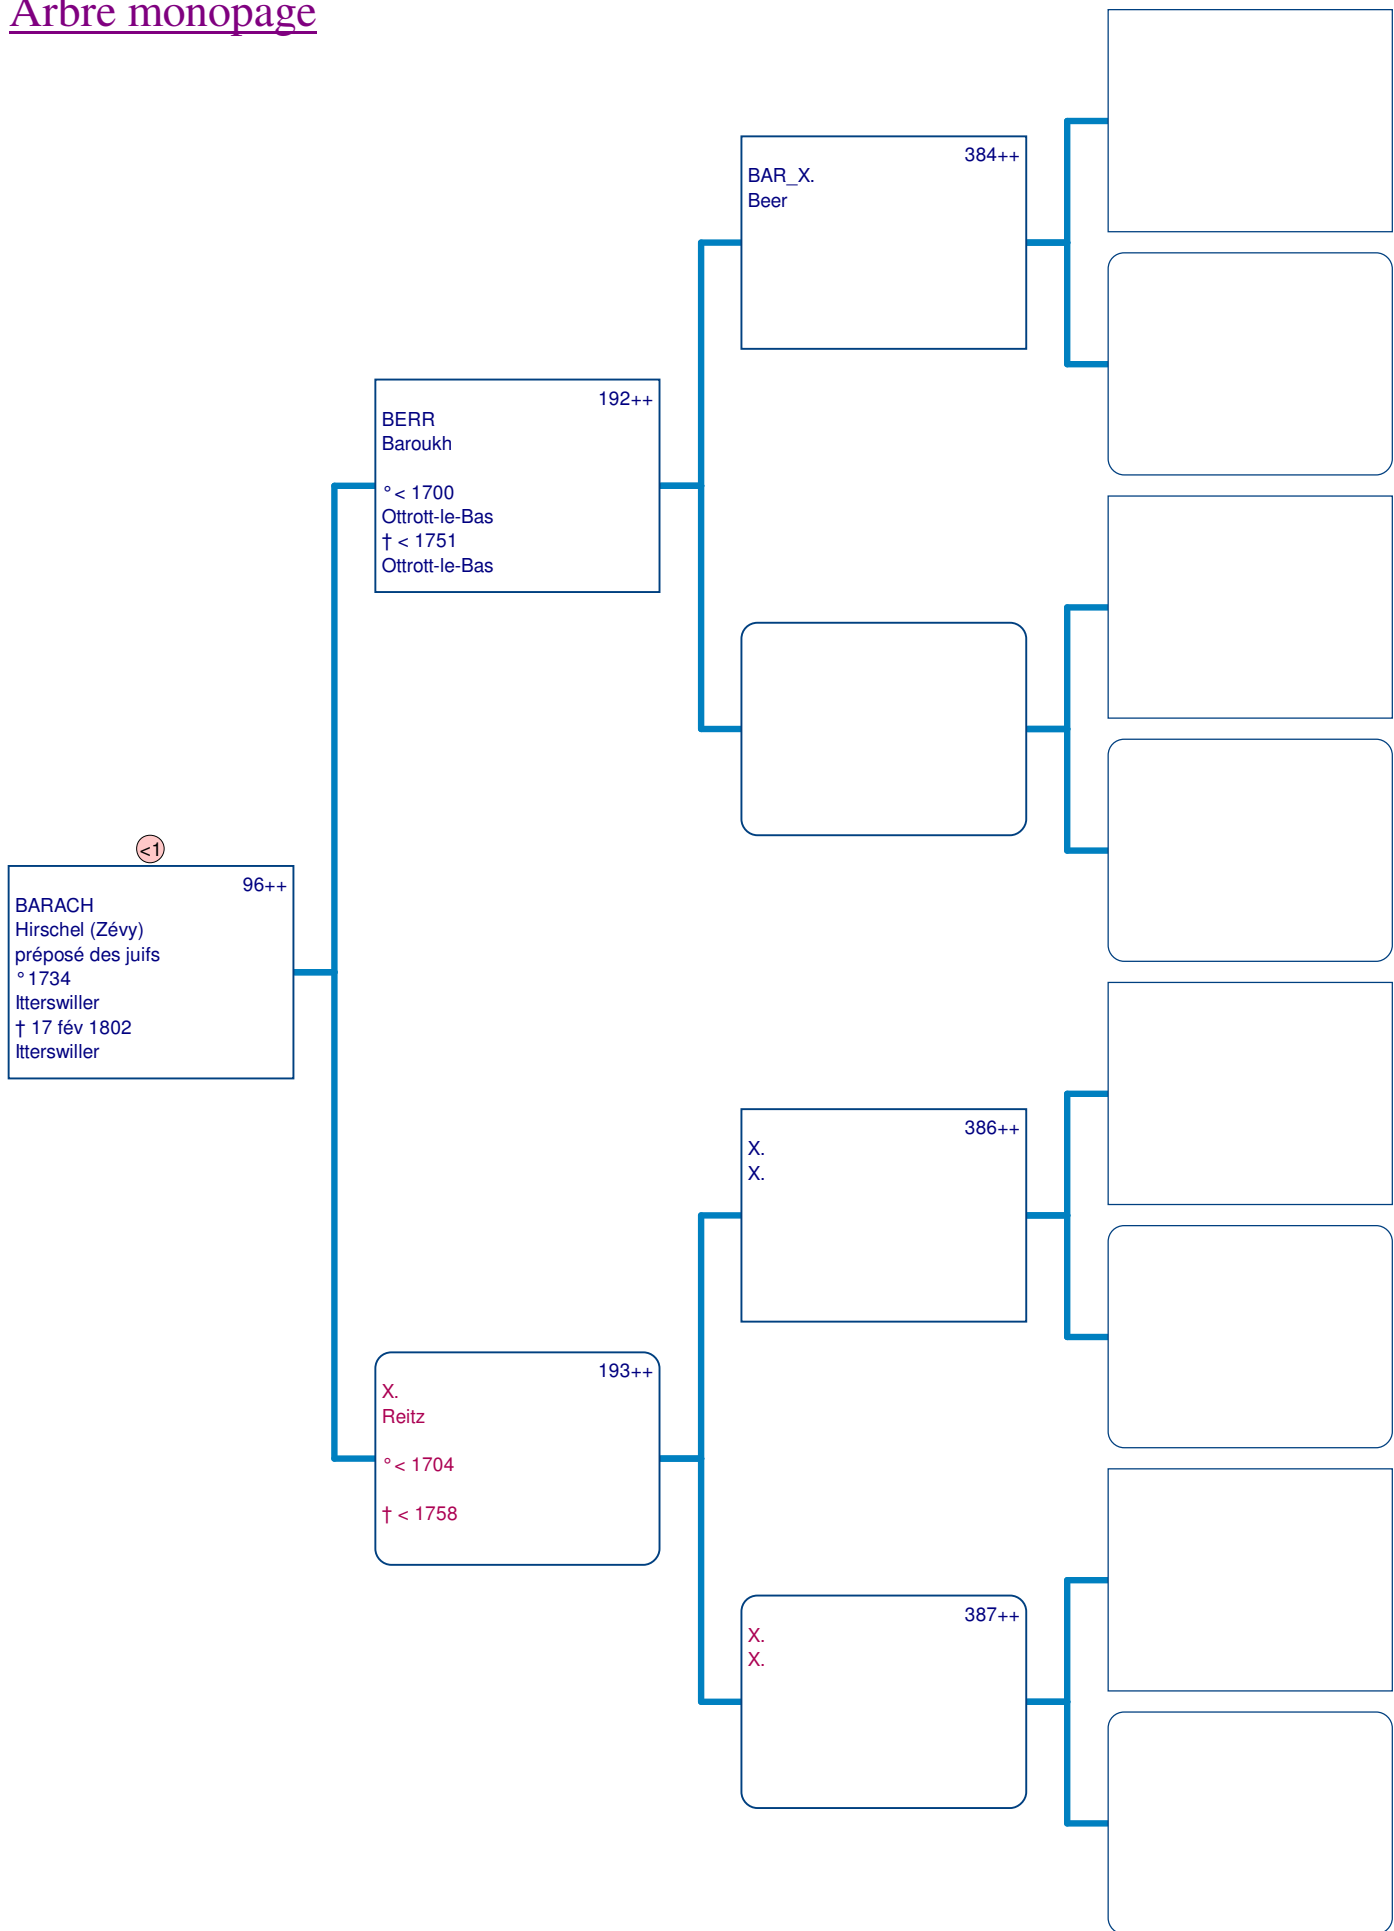 Arbre monopage
384++
BAR_X.
Beer
192++
BERR
Baroukh
° < 1700
Ottrott-le-Bas
† < 1751
Ottrott-le-Bas
<1
96++
BARACH
Hirschel (Zévy)
préposé des juifs
° 1734
Itterswiller
† 17 fév 1802
Itterswiller
386++
X.
X.
193++
X.
Reitz
° < 1704
† < 1758
387++
X.
X.